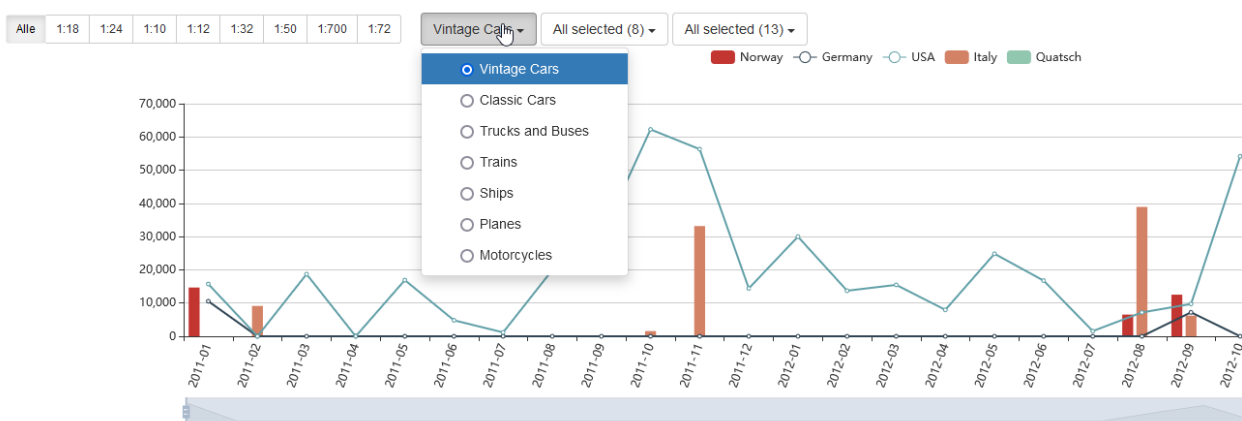 Alle 1:18 1:24 1:10 1:12 1:32 1:50 1:700 1:72 Vintage Cars All selected (8) All selected (13)
Norway Germany USA Italy Quatsch
Vintage Cars
Classic Cars
Trucks and Buses
Trains
Ships
Planes
Motorcycles
70,000
60,000
50,000
40,000
30,000
20,000
10,000
0
2011-01 2011-02 2011-03 2011-04 2011-05 2011-06 2011-07 2011-08 2011-09 2011-10 2011-11 2011-12 2012-01 2012-02 2012-03 2012-04 2012-05 2012-06 2012-07 2012-08 2012-09 2012-10